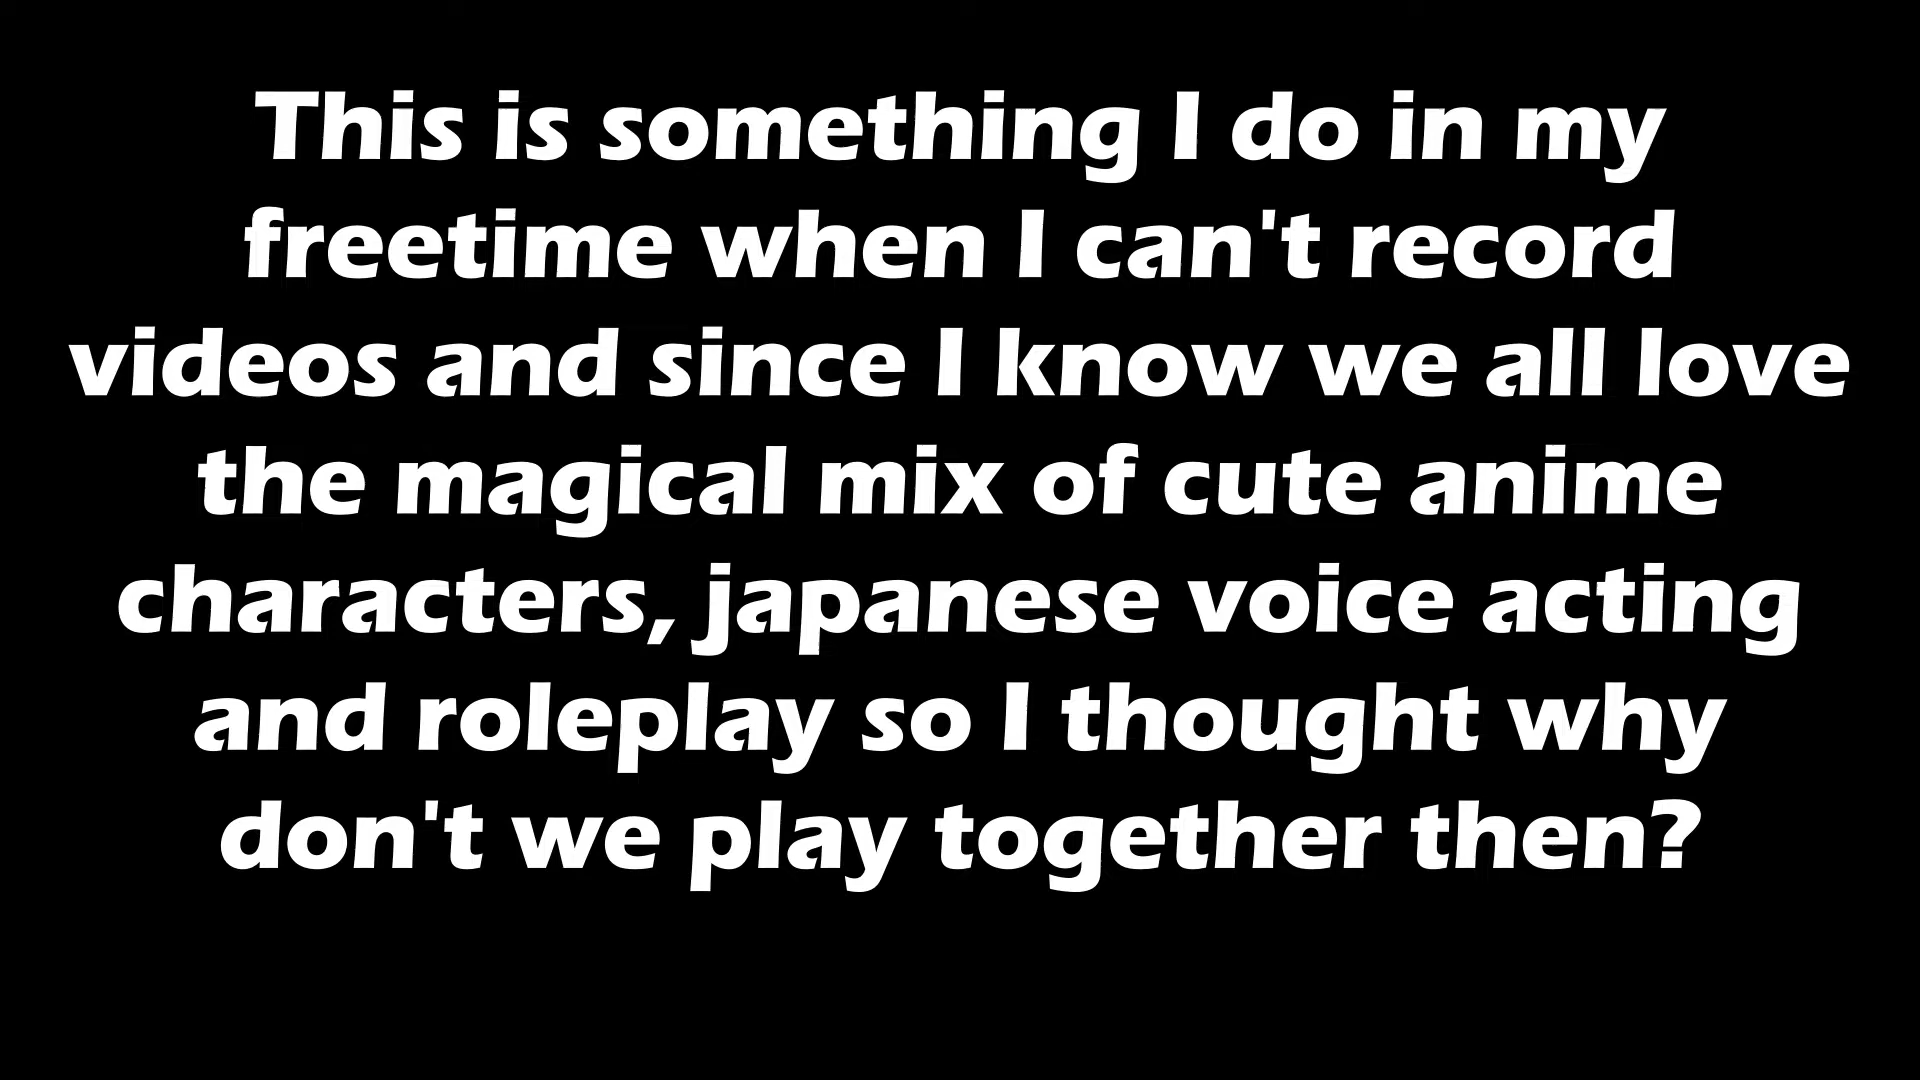 This is something I do in my
freetime when I can't record
videos and since I know we all love
the magical mix of cute anime
characters, japanese voice acting
and roleplay so I thought why
don't we play together then?